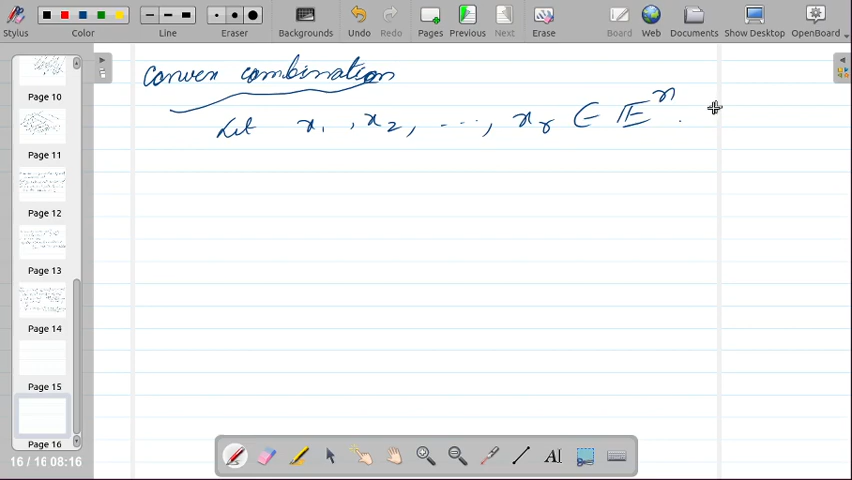 Stylus Color Line Eraser Undo Redo Backgrounds Pages Previous Next Erase Board Web Documents Show Desktop OpenBoard
convex combination
Let x₁, x₂, ..., xᵣ ∈ 𝔼ⁿ.
Page 10
Page 11
Page 12
Page 13
Page 14
Page 15
Page 16
16 / 16 08:16
AI